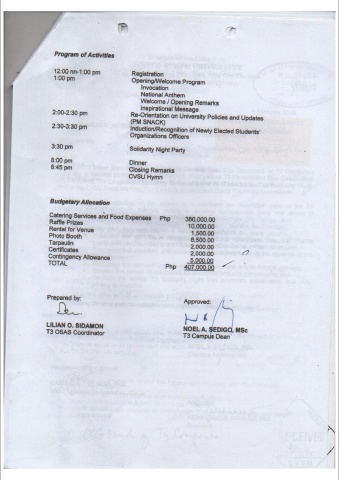 Program of Activities
12:00 nn-1:00 pm Registration
1:00 pm Opening/Welcome Program
Invocation
National Anthem
Welcome / Opening Remarks
Inspirational Message
2:00-2:30 pm Re-Orientation on University Policies and Updates
(PM SNACK)
2:30-3:30 pm Induction/Recognition of Newly Elected Students'
Organizations Officers
3:30 pm Solidarity Night Party
8:00 pm Dinner
8:45 pm Closing Remarks
CVSU Hymn
Budgetary Allocation
Catering Services and Food Expenses Php 380,000.00
Raffle Prizes 10,000.00
Rental for Venue 1,500.00
Photo Booth 6,500.00
Tarpaulin 2,000.00
Certificates 2,000.00
Contingency Allowance 5,000.00
TOTAL Php 407,000.00
Prepared by: Approved:
LILIAN O. SIDAMON NOEL A. SEDIGO, MSc
T3 OSAS Coordinator T3 Campus Dean